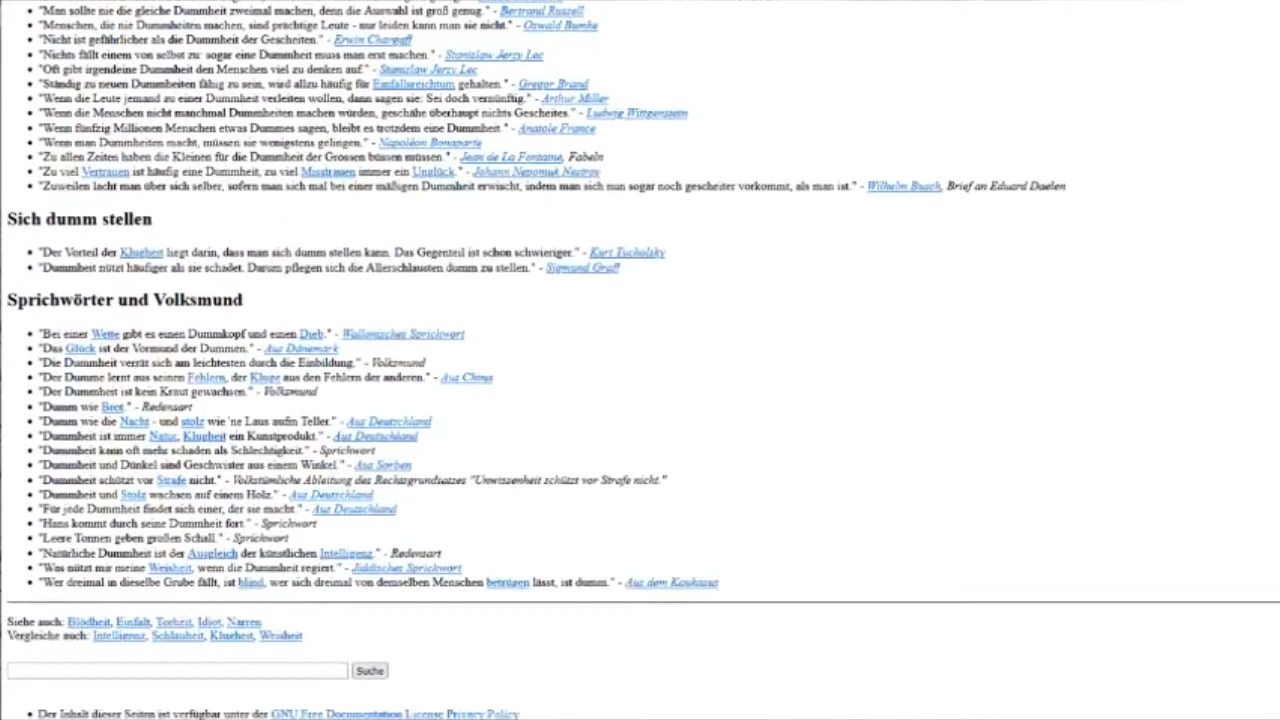 "Man sollte nie die gleiche Dummheit zweimal machen, denn die Auswahl ist groß genug." - Bertrand Russell
"Menschen, die nie Dummheiten machen, sind prächtige Leute - nur leiden kann man sie nicht." - Oswald Bumke
"Nicht ist gefährlicher als die Dummheit der Gescheiten." - Erwin Chargaff
"Nichts fällt einem von selbst zu: sogar eine Dummheit muss man erst machen." - Stanislaw Jerzy Lec
"Oft gibt irgendeine Dummheit den Menschen viel zu denken auf." - Stanislaw Jerzy Lec
"Ständig zu neuen Dummheiten fähig zu sein, wird allzu häufig für Einfallsreichtum gehalten." - Gregor Brand
"Wenn die Leute jemand zu einer Dummheit verleiten wollen, dann sagen sie: Sei doch vernünftig." - Arthur Miller
"Wenn die Menschen nicht manchmal Dummheiten machen würden, geschähe überhaupt nichts Gescheites." - Ludwig Wittgenstein
"Wenn fünfzig Millionen Menschen etwas Dummes sagen, bleibt es trotzdem eine Dummheit." - Anatole France
"Wenn man Dummheiten macht, müssen sie wenigstens gelingen." - Napoléon Bonaparte
"Zu allen Zeiten haben die Kleinen für die Dummheit der Grossen büssen müssen." - Jean de La Fontaine, Fabeln
"Zu viel Vertrauen ist häufig eine Dummheit, zu viel Misstrauen immer ein Unglück." - Johann Nepomuk Nestroy
"Zuweilen lacht man über sich selber, sofern man sich mal bei einer mäßigen Dummheit erwischt, indem man sich nun sogar noch gescheiter vorkommt, als man ist." - Wilhelm Busch, Brief an Eduard Daelen
Sich dumm stellen
"Der Vorteil der Klugheit liegt darin, dass man sich dumm stellen kann. Das Gegenteil ist schon schwieriger." - Kurt Tucholsky
"Dummheit nützt häufiger als sie schadet. Darum pflegen sich die Allerschlausten dumm zu stellen." - Sigmund Graff
Sprichwörter und Volksmund
"Bei einer Wette gibt es einen Dummkopf und einen Dieb." - Wallonisches Sprichwort
"Das Glück ist der Vormund der Dummen." - Aus Dänemark
"Die Dummheit verrät sich am leichtesten durch die Einbildung." - Volksmund
"Der Dumme lernt aus seinen Fehlern, der Kluge aus den Fehlern der anderen." - Aus China
"Der Dummheit ist kein Kraut gewachsen." - Volksmund
"Dumm wie Brot." - Redensart
"Dumm wie die Nacht - und stolz wie 'ne Laus aufm Teller." - Aus Deutschland
"Dummheit ist immer Natur, Klugheit ein Kunstprodukt." - Aus Deutschland
"Dummheit kann oft mehr schaden als Schlechtigkeit." - Sprichwort
"Dummheit und Dünkel sind Geschwister aus einem Winkel." - Aus Sorben
"Dummheit schützt vor Strafe nicht." - Volkstümliche Ableitung des Rechtsgrundsatzes "Unwissenheit schützt vor Strafe nicht."
"Dummheit und Stolz wachsen auf einem Holz." - Aus Deutschland
"Für jede Dummheit findet sich einer, der sie macht." - Aus Deutschland
"Hans kommt durch seine Dummheit fort." - Sprichwort
"Leere Tonnen geben großen Schall." - Sprichwort
"Natürliche Dummheit ist der Ausgleich der künstlichen Intelligenz." - Redensart
"Was nützt mir meine Weisheit, wenn die Dummheit regiert." - Jiddisches Sprichwort
"Wer dreimal in dieselbe Grube fällt, ist blind, wer sich dreimal von demselben Menschen betrügen lässt, ist dumm." - Aus dem Kaukasus
Siehe auch: Blödheit, Einfalt, Torheit, Idiot, Narren
Vergleiche auch: Intelligenz, Schlauheit, Klugheit, Weisheit
Suche
Der Inhalt dieser Seiten ist verfügbar unter der GNU Free Documentation License Privacy Policy